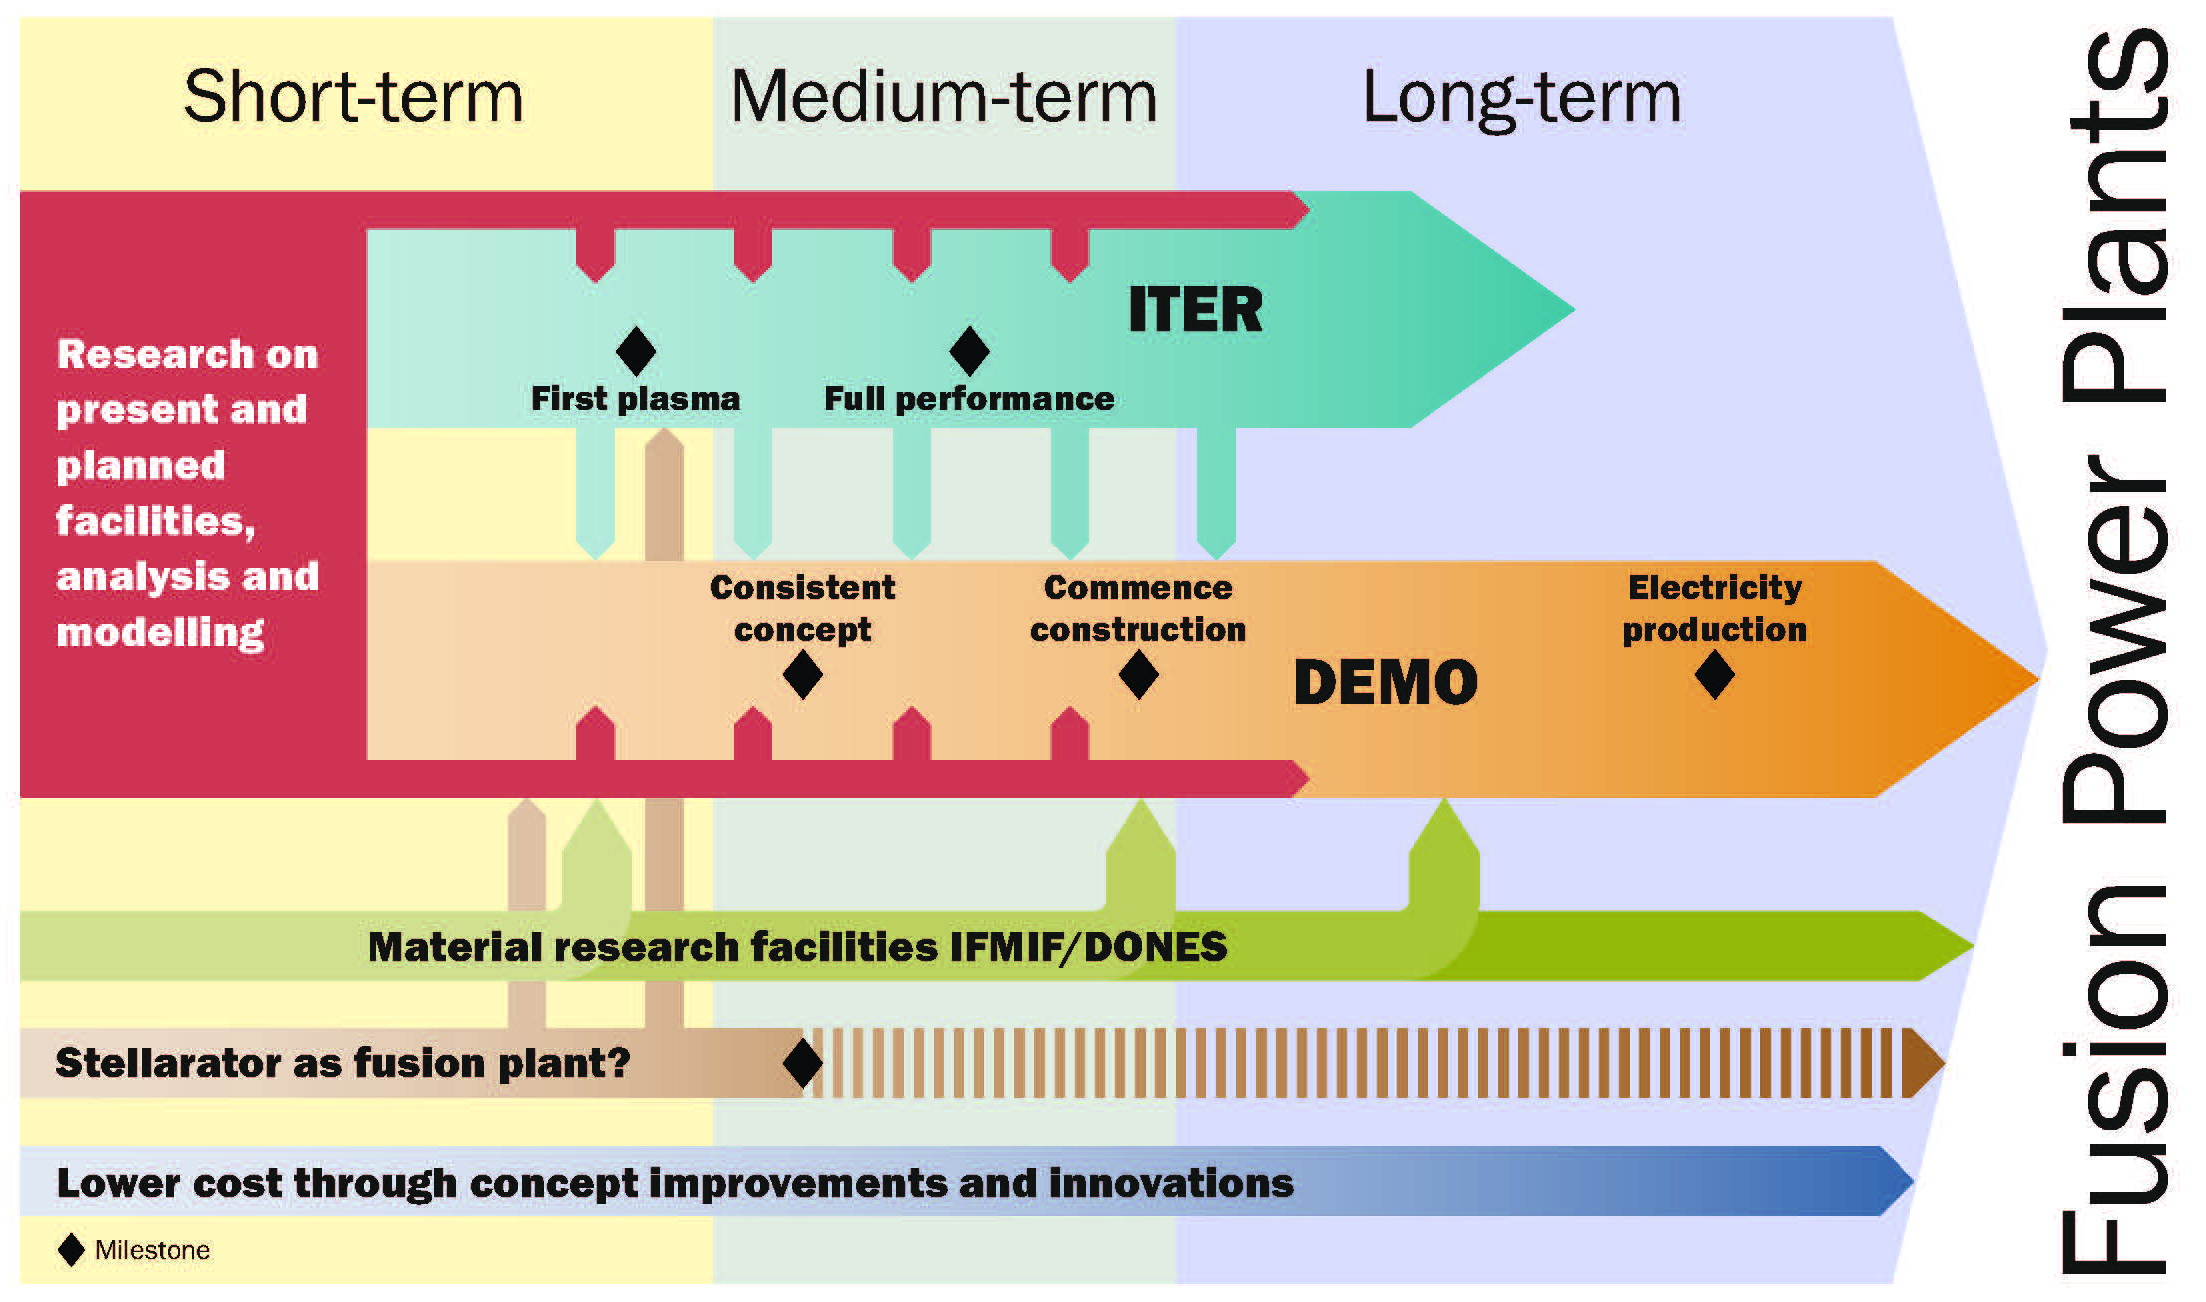 Short-term
Medium-term
Long-term
Research on
present and
planned
facilities,
analysis and
modelling
ITER
First plasma
Full performance
Consistent
concept
Commence
construction
Electricity
production
DEMO
Material research facilities IFMIF/DONES
Stellarator as fusion plant?
Lower cost through concept improvements and innovations
Milestone
Fusion Power Plants